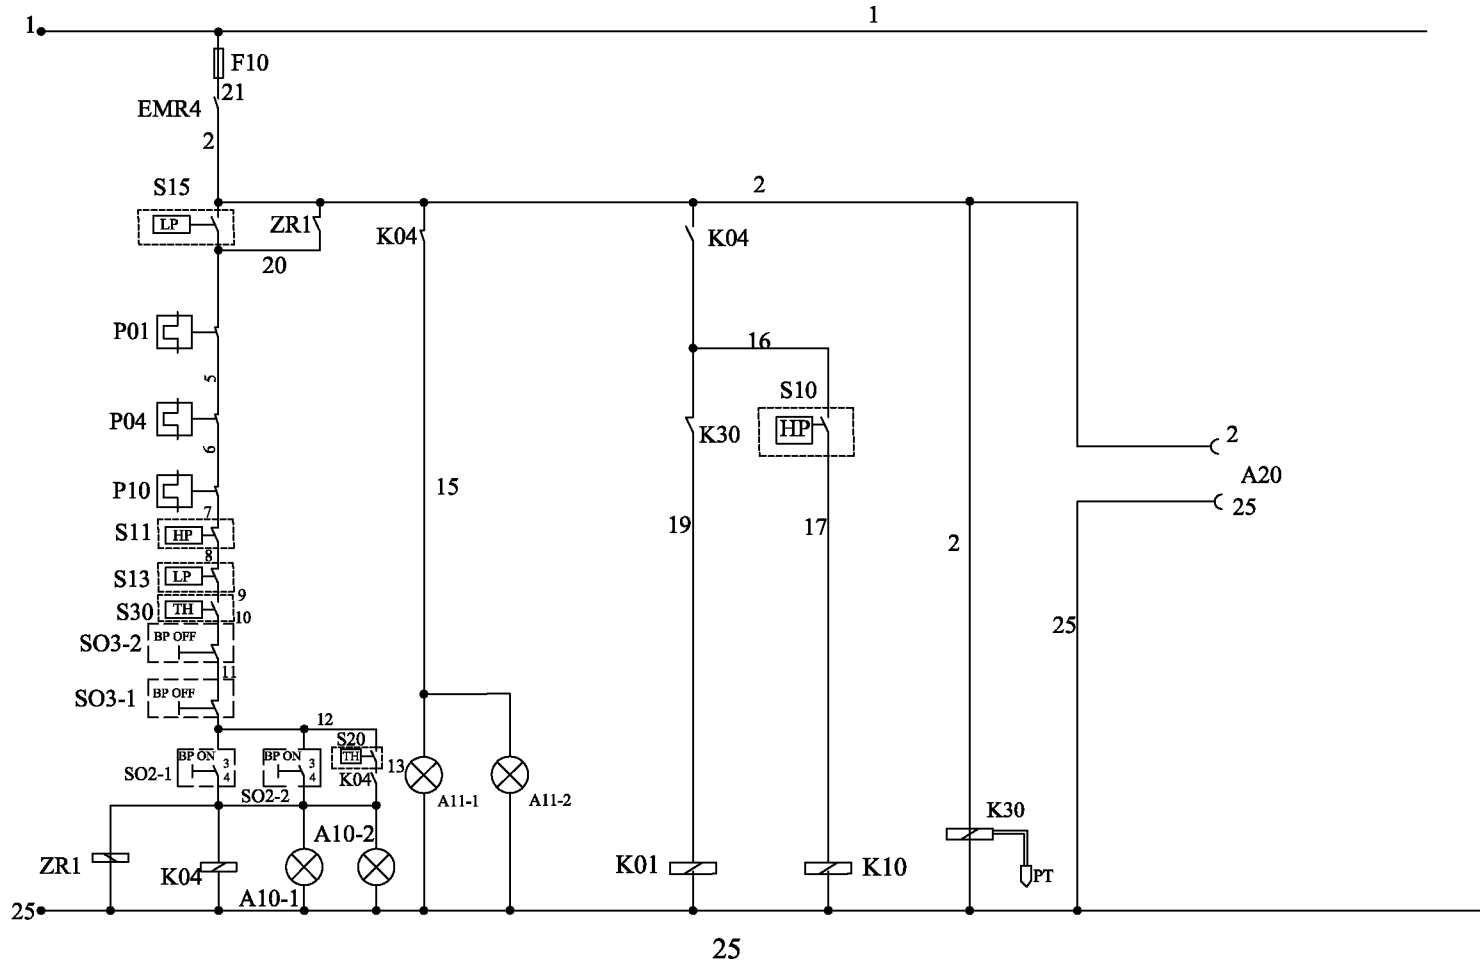 1
1
F10
21
EMR4
2
S15
2
LP
ZR1
K04
K04
20
P01
16
5
S10
P04
HP
K30
2
6
A20
P10
15
25
7
S11
HP
19
17
8
2
S13
LP
9
S30
TH
10
25
BP OFF
SO3-2
11
BP OFF
SO3-1
12
S20
BP ON
3
4
BP ON
3
4
TH
13
SO2-1
K04
SO2-2
A11-1
A11-2
K30
A10-2
ZR1
K04
K01
K10
PT
A10-1
25
25